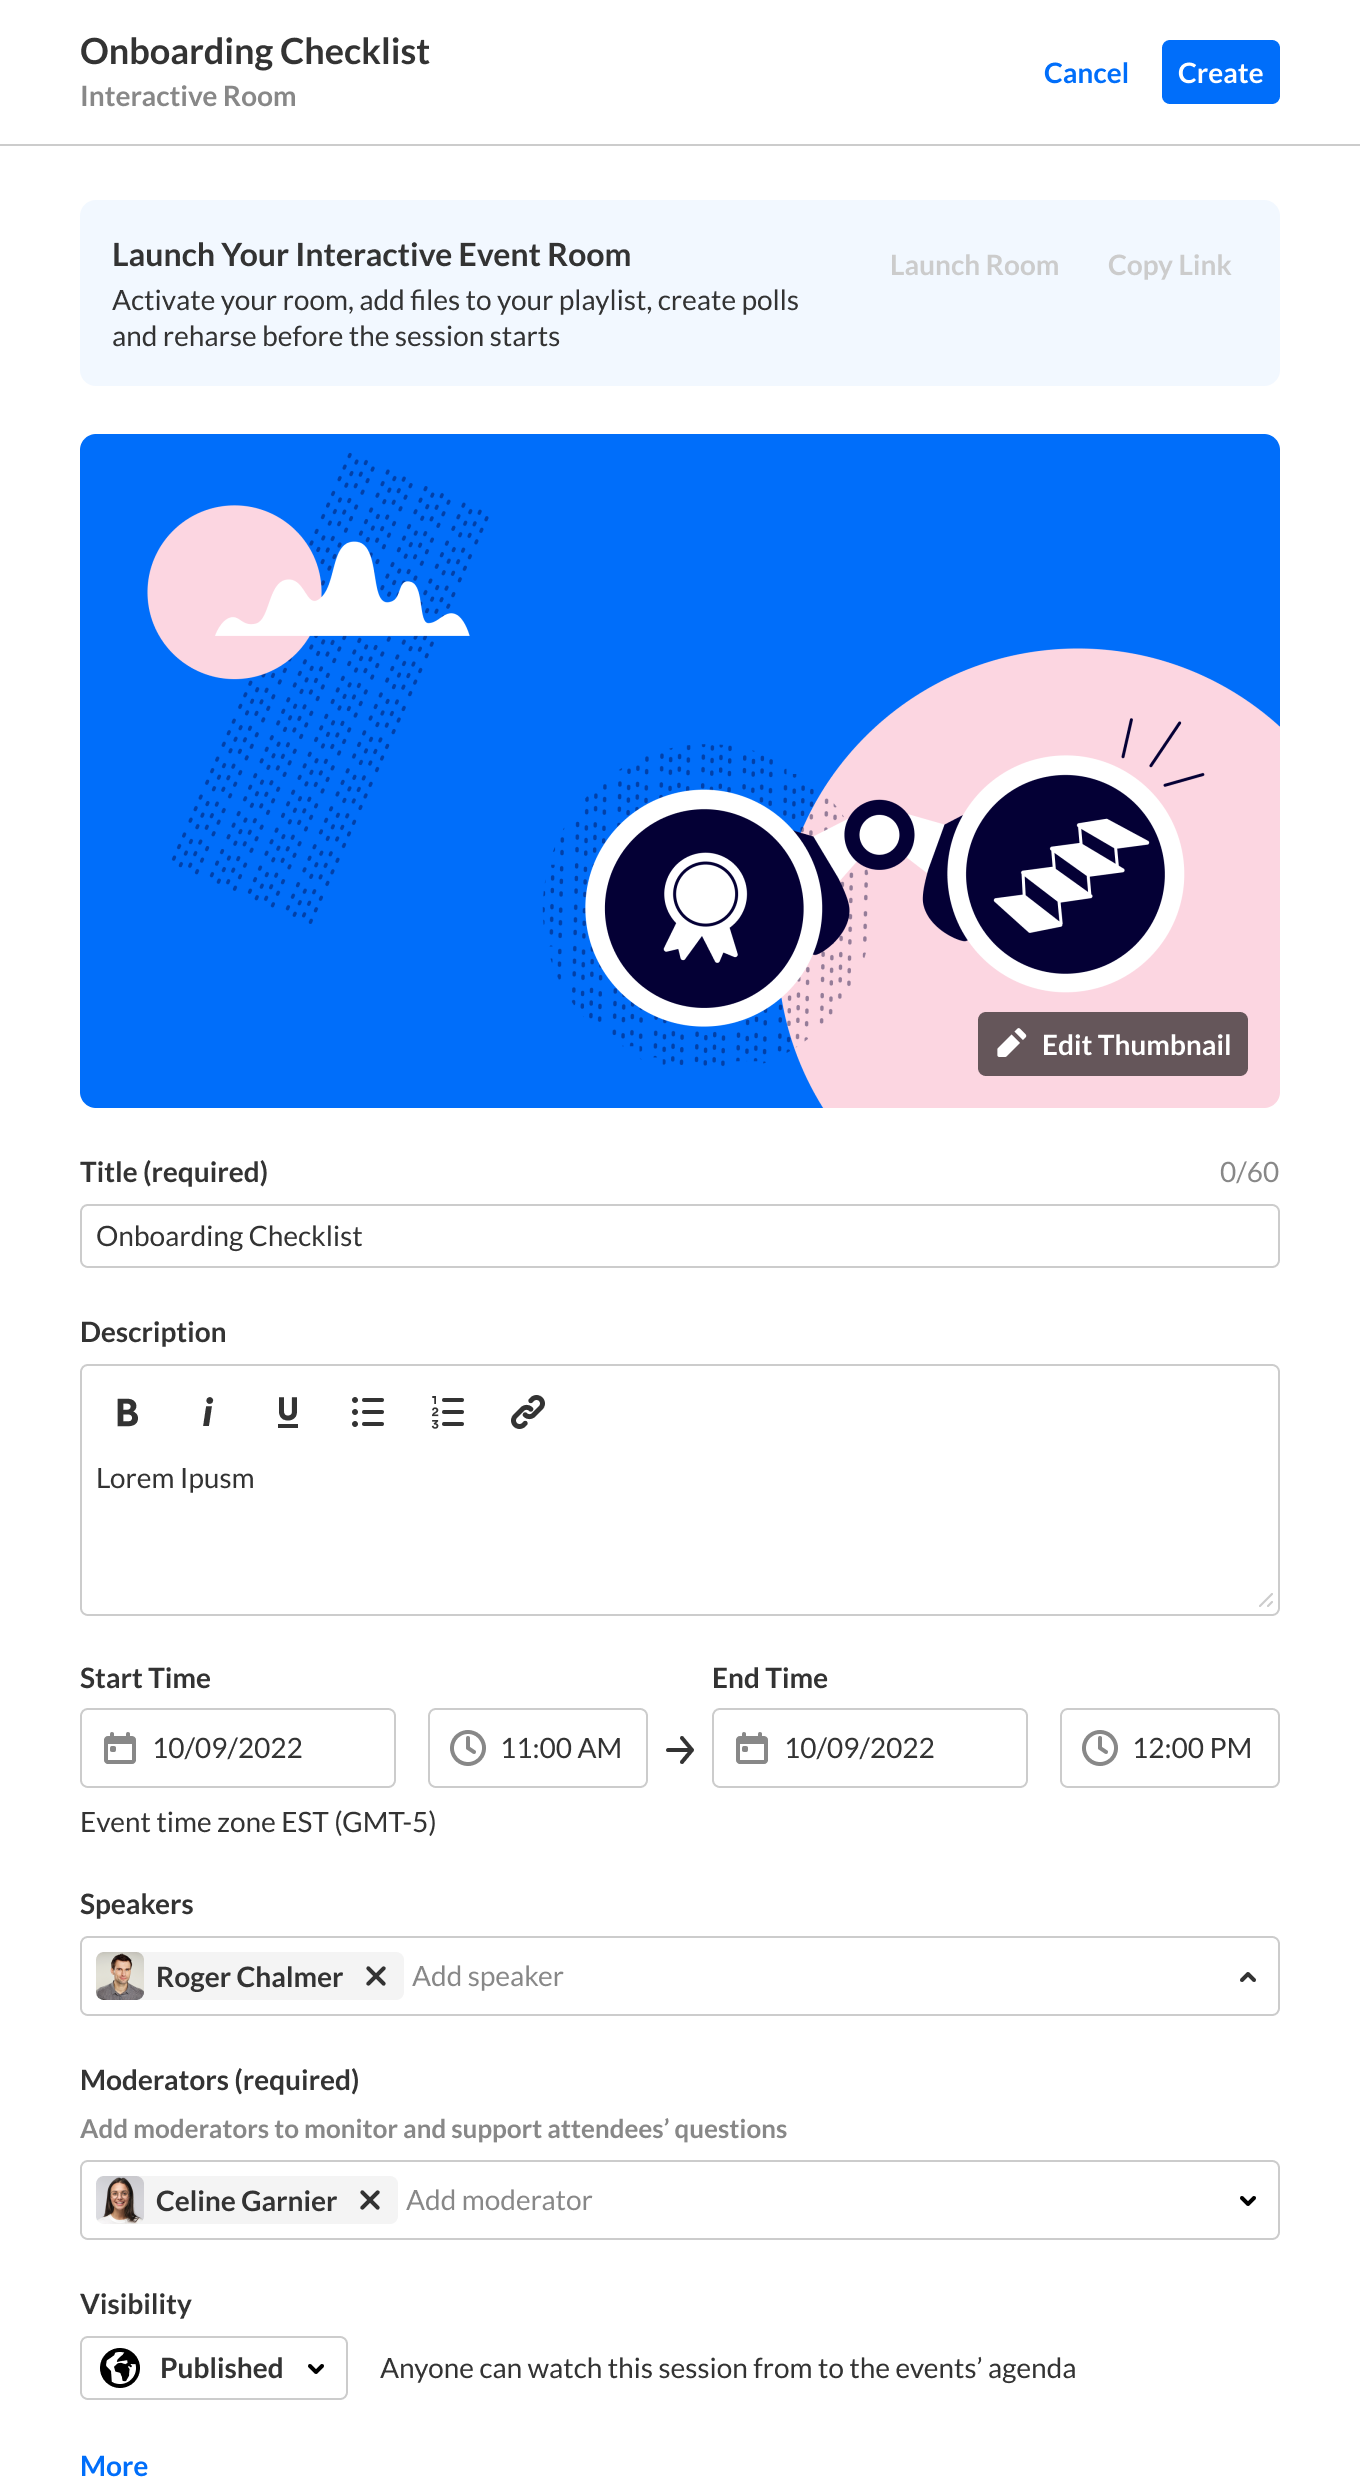 Onboarding Checklist
Interactive Room
Cancel
Create
Launch Your Interactive Event Room
Activate your room, add files to your playlist, create polls
and reharse before the session starts
Launch Room
Copy Link
Edit Thumbnail
Title (required)
0/60
Onboarding Checklist
Description
B i U
1
2
3
Lorem Ipusm
Start Time
End Time
10/09/2022
11:00 AM
10/09/2022
12:00 PM
Event time zone EST (GMT-5)
Speakers
Roger Chalmer
Add speaker
Moderators (required)
Add moderators to monitor and support attendees’ questions
Celine Garnier
Add moderator
Visibility
Published
Anyone can watch this session from to the events’ agenda
More